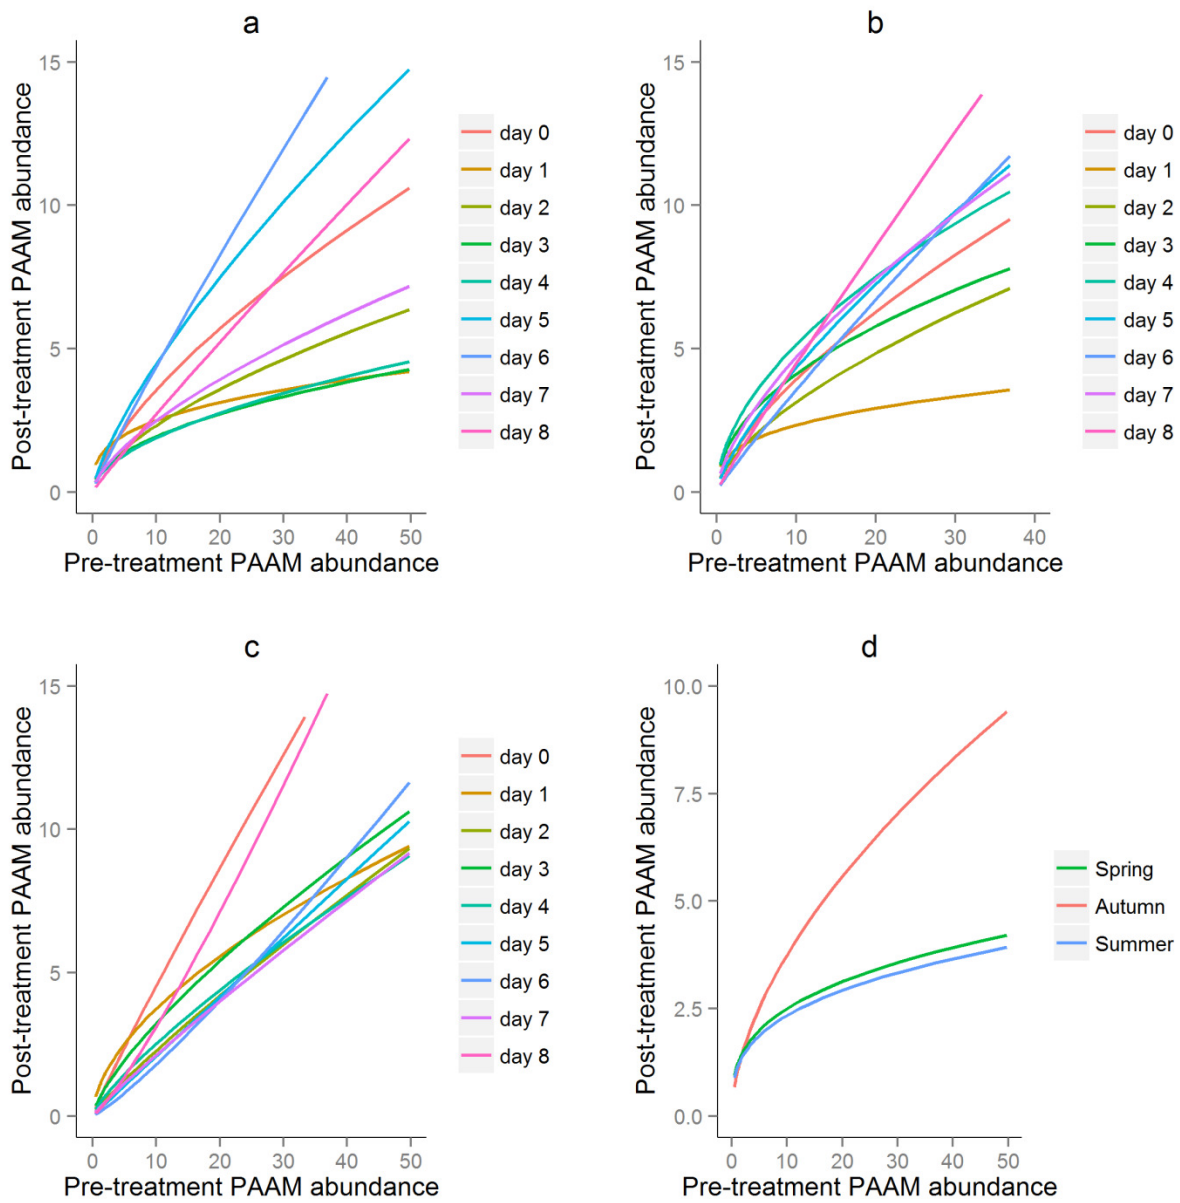 a
Post-treatment PAAM abundance
15
10
5
0
0 10 20 30 40 50
Pre-treatment PAAM abundance
day 0
day 1
day 2
day 3
day 4
day 5
day 6
day 7
day 8
b
Post-treatment PAAM abundance
15
10
5
0
0 10 20 30 40
Pre-treatment PAAM abundance
day 0
day 1
day 2
day 3
day 4
day 5
day 6
day 7
day 8
c
Post-treatment PAAM abundance
15
10
5
0
0 10 20 30 40 50
Pre-treatment PAAM abundance
day 0
day 1
day 2
day 3
day 4
day 5
day 6
day 7
day 8
d
Post-treatment PAAM abundance
10.0
7.5
5.0
2.5
0.0
0 10 20 30 40 50
Pre-treatment PAAM abundance
Spring
Autumn
Summer